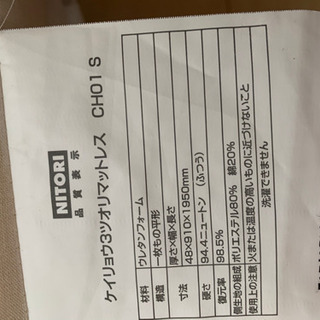 NITORI
品質表示
ケイリョウ3ツオリマットレス CH01 S
材料 ウレタンフォーム
構造 一枚もの平形
寸法 厚さ×幅×長さ
48×910×1950mm
硬さ 94.4ニュートン (ふつう)
復元率 98.5%
側生地の組成 ポリエステル80% 綿20%
使用上の注意 火または温度の高いものに近づけないこと
洗濯できません